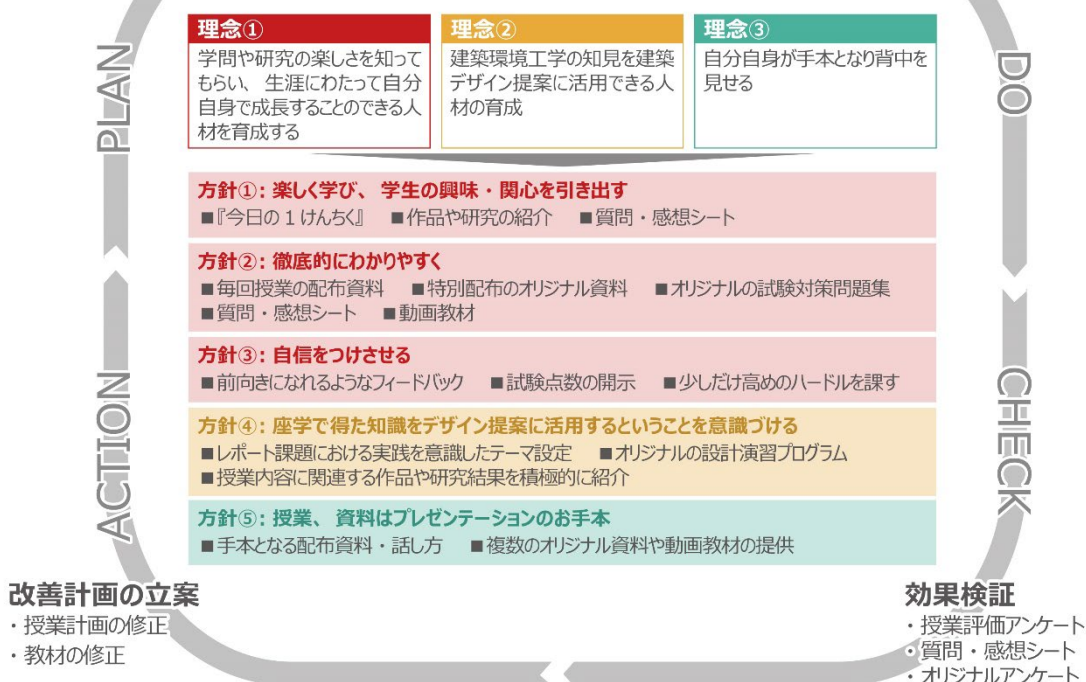 理念①
学問や研究の楽しさを知って
もらい、生涯にわたって自分
自身で成長することのできる人
材を育成する
理念②
建築環境工学の知見を建築
デザイン提案に活用できる人
材の育成
理念③
自分自身が手本となり背中を
見せる
PLAN
DO
方針①：楽しく学び、学生の興味・関心を引き出す
■『今日の１けんちく』 ■作品や研究の紹介 ■質問・感想シート
方針②：徹底的にわかりやすく
■毎回授業の配布資料 ■特別配布のオリジナル資料 ■オリジナルの試験対策問題集
■質問・感想シート ■動画教材
方針③：自信をつけさせる
■前向きになれるようなフィードバック ■試験点数の開示 ■少しだけ高めのハードルを課す
方針④：座学で得た知識をデザイン提案に活用するということを意識づける
■レポート課題における実践を意識したテーマ設定 ■オリジナルの設計演習プログラム
■授業内容に関連する作品や研究結果を積極的に紹介
方針⑤：授業、資料はプレゼンテーションのお手本
■手本となる配布資料・話し方 ■複数のオリジナル資料や動画教材の提供
ACTION
CHECK
改善計画の立案
・授業計画の修正
・教材の修正
効果検証
・授業評価アンケート
・質問・感想シート
・オリジナルアンケート